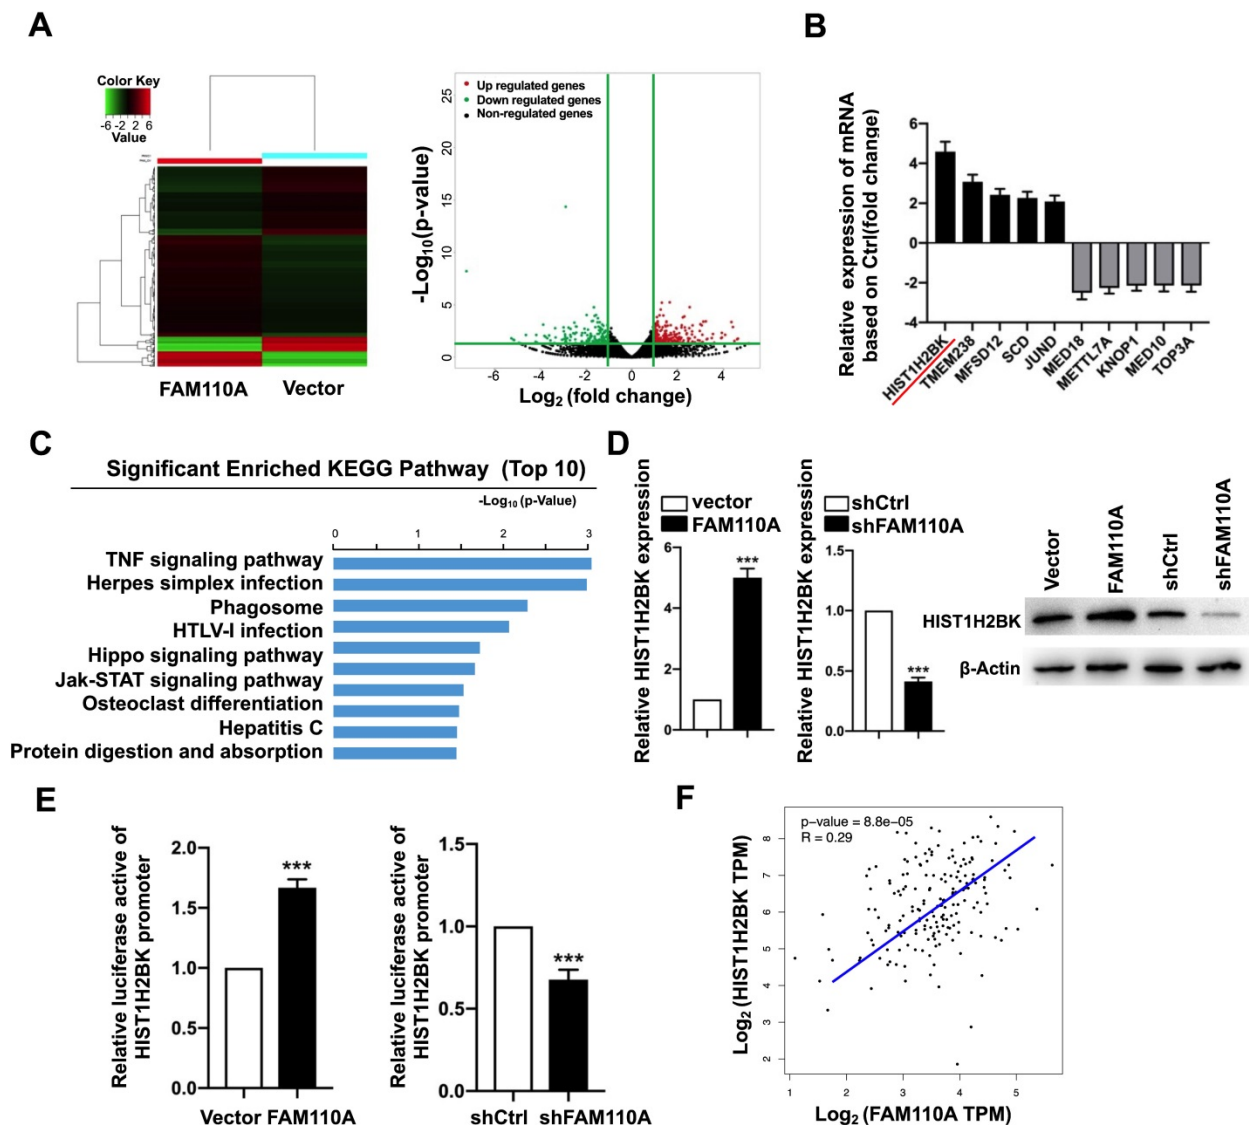 A
Color Key
-6 -2 2 6
Value
FAM110A
Vector
Up regulated genes
Down regulated genes
Non-regulated genes
-Log10(p-value)
25
20
15
10
5
0
-6 -4 -2 0 2 4
Log2 (fold change)
B
Relative expression of mRNA
based on Ctrl(fold change)
6
4
2
0
-2
-4
HIST1H2BK
TMEM238
MFSD12
SCD
JUND
MED18
METTL7A
KNOP1
MED10
TOP3A
C
Significant Enriched KEGG Pathway (Top 10)
-Log10 (p-Value)
0 1 2 3
TNF signaling pathway
Herpes simplex infection
Phagosome
HTLV-I infection
Hippo signaling pathway
Jak-STAT signaling pathway
Osteoclast differentiation
Hepatitis C
Protein digestion and absorption
D
Relative HIST1H2BK expression
vector
FAM110A
6
4
2
0
***
Relative HIST1H2BK expression
shCtrl
shFAM110A
1.5
1.0
0.5
0.0
***
Vector
FAM110A
shCtrl
shFAM110A
HIST1H2BK
β-Actin
E
Relative luciferase active of
HIST1H2BK promoter
2.0
1.5
1.0
0.5
0.0
***
Vector FAM110A
Relative luciferase active of
HIST1H2BK promoter
1.5
1.0
0.5
0.0
***
shCtrl shFAM110A
F
p-value = 8.8e-05
R = 0.29
Log2 (HIST1H2BK TPM)
8
7
6
5
4
3
2
1 2 3 4 5
Log2 (FAM110A TPM)